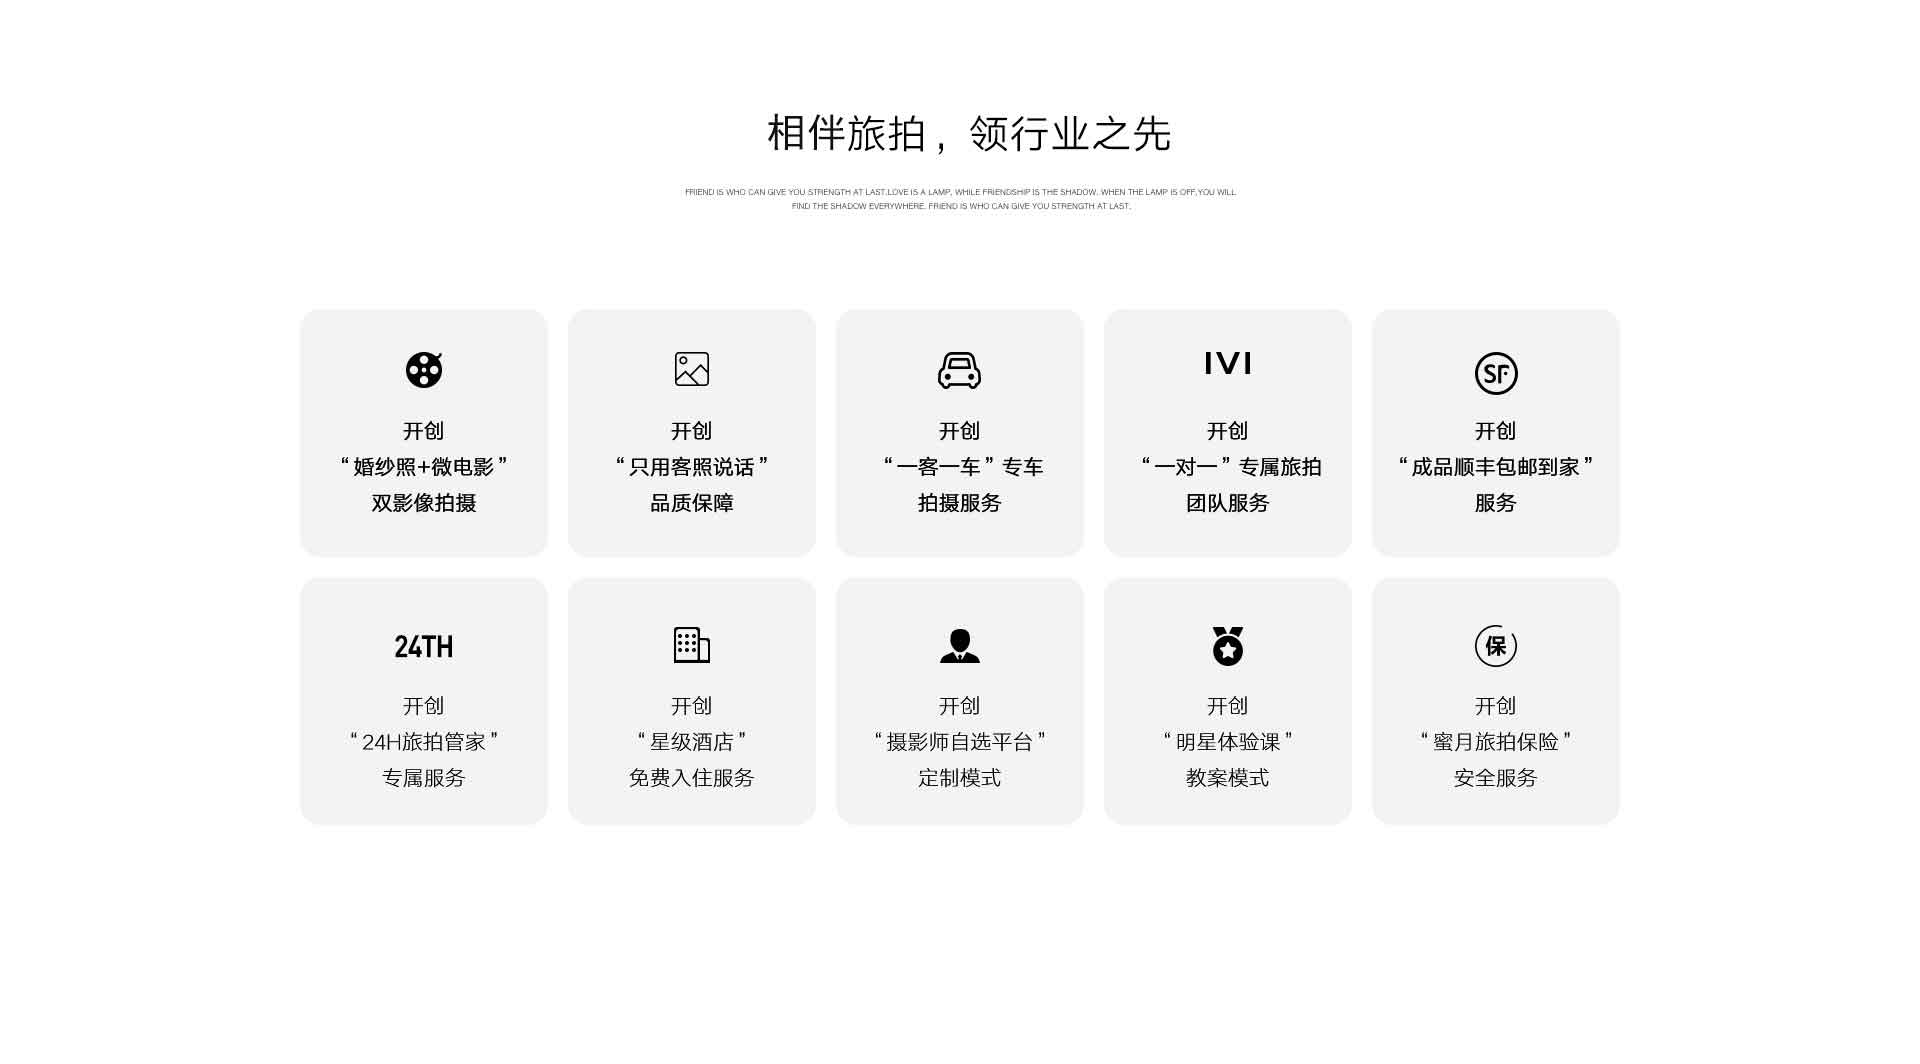 相伴旅拍，领行业之先
FRIEND IS WHO CAN GIVE YOU STRENGTH AT LAST.LOVE IS A LAMP, WHILE FRIENDSHIP IS THE SHADOW. WHEN THE LAMP IS OFF,YOU WILL
FIND THE SHADOW EVERYWHERE. FRIEND IS WHO CAN GIVE YOU STRENGTH AT LAST.
开创
“婚纱照+微电影”
双影像拍摄
开创
“只用客照说话”
品质保障
开创
“一客一车”专车
拍摄服务
IVI
开创
“一对一”专属旅拍
团队服务
SF
开创
“成品顺丰包邮到家”
服务
24TH
开创
“24H旅拍管家”
专属服务
开创
“星级酒店”
免费入住服务
开创
“摄影师自选平台”
定制模式
开创
“明星体验课”
教案模式
保
开创
“蜜月旅拍保险”
安全服务